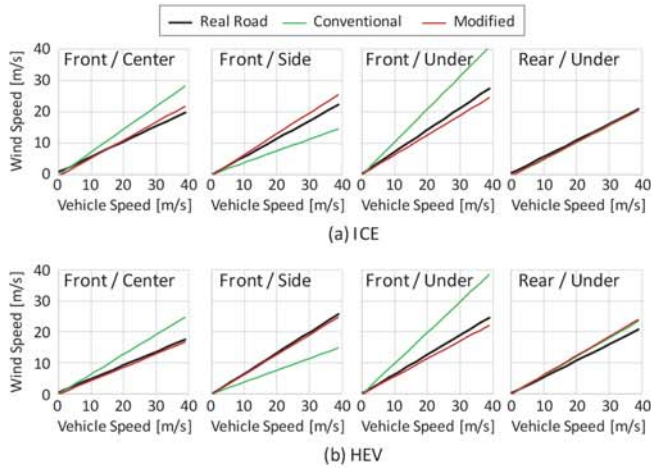 Real Road Conventional Modified
Front / Center Front / Side Front / Under Rear / Under
Wind Speed [m/s]
40
30
20
10
0
0 10 20 30 40 0 10 20 30 40 0 10 20 30 40 0 10 20 30 40
Vehicle Speed [m/s] Vehicle Speed [m/s] Vehicle Speed [m/s] Vehicle Speed [m/s]
(a) ICE
Front / Center Front / Side Front / Under Rear / Under
Wind Speed [m/s]
40
30
20
10
0
0 10 20 30 40 0 10 20 30 40 0 10 20 30 40 0 10 20 30 40
Vehicle Speed [m/s] Vehicle Speed [m/s] Vehicle Speed [m/s] Vehicle Speed [m/s]
(b) HEV